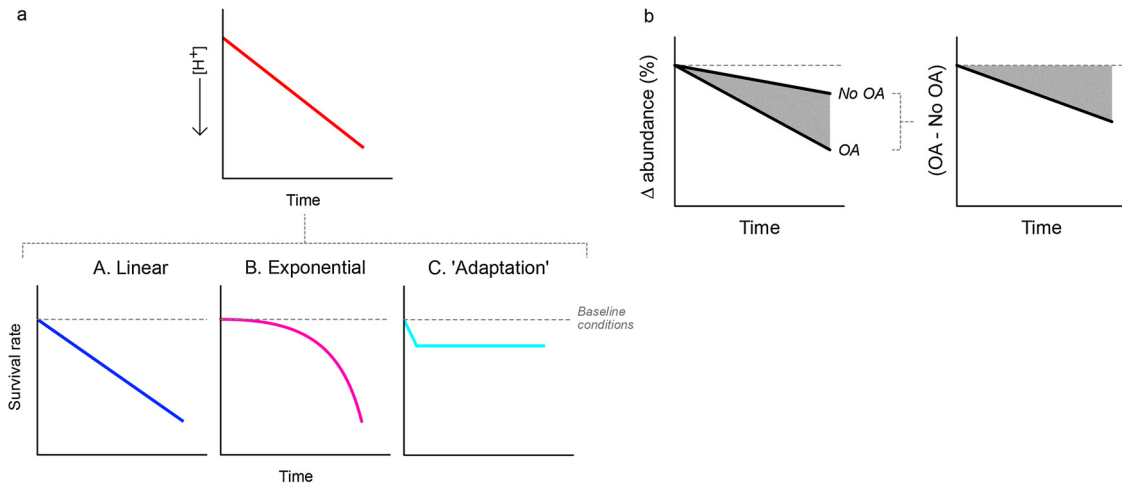 a
[H+]
Time
A. Linear
B. Exponential
C. 'Adaptation'
Baseline
conditions
Survival rate
Time
b
Δ abundance (%)
No OA
OA
Time
(OA - No OA)
Time